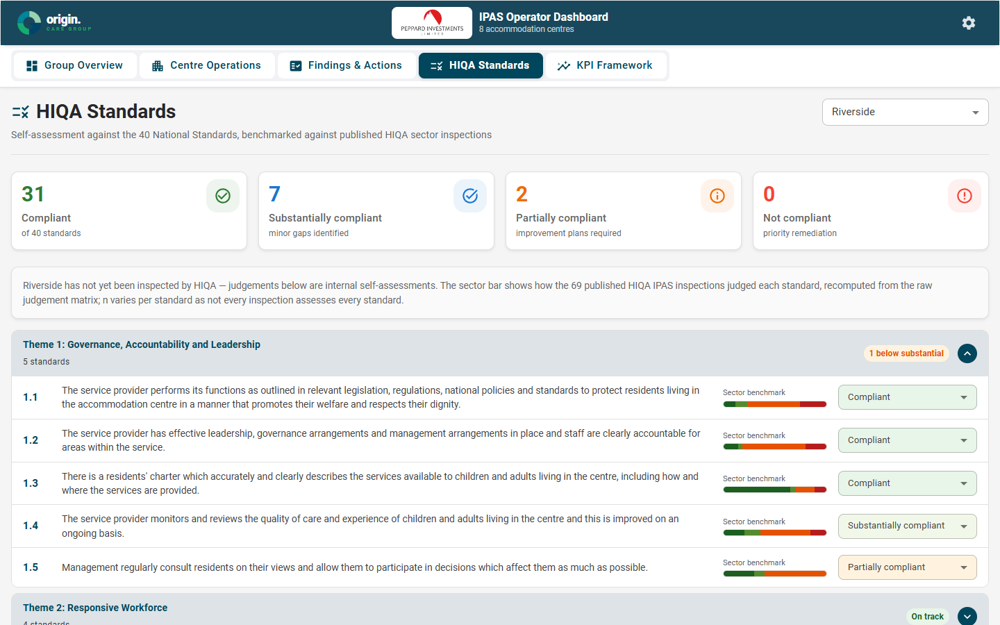 origin.
CARE GROUP
PEPPARD INVESTMENTS
LIMITED
IPAS Operator Dashboard
8 accommodation centres
Group Overview
Centre Operations
Findings & Actions
HIQA Standards
KPI Framework
HIQA Standards
Riverside
Self-assessment against the 40 National Standards, benchmarked against published HIQA sector inspections
31
Compliant
of 40 standards
7
Substantially compliant
minor gaps identified
2
Partially compliant
improvement plans required
0
Not compliant
priority remediation
Riverside has not yet been inspected by HIQA — judgements below are internal self-assessments. The sector bar shows how the 69 published HIQA IPAS inspections judged each standard, recomputed from the raw
judgement matrix; n varies per standard as not every inspection assesses every standard.
Theme 1: Governance, Accountability and Leadership
5 standards
1 below substantial
1.1
The service provider performs its functions as outlined in relevant legislation, regulations, national policies and standards to protect residents living in
the accommodation centre in a manner that promotes their welfare and respects their dignity.
Sector benchmark
Compliant
1.2
The service provider has effective leadership, governance arrangements and management arrangements in place and staff are clearly accountable for
areas within the service.
Sector benchmark
Compliant
1.3
There is a residents' charter which accurately and clearly describes the services available to children and adults living in the centre, including how and
where the services are provided.
Sector benchmark
Compliant
1.4
The service provider monitors and reviews the quality of care and experience of children and adults living in the centre and this is improved on an
ongoing basis.
Sector benchmark
Substantially compliant
1.5
Management regularly consult residents on their views and allow them to participate in decisions which affect them as much as possible.
Sector benchmark
Partially compliant
Theme 2: Responsive Workforce
4 standards
On track